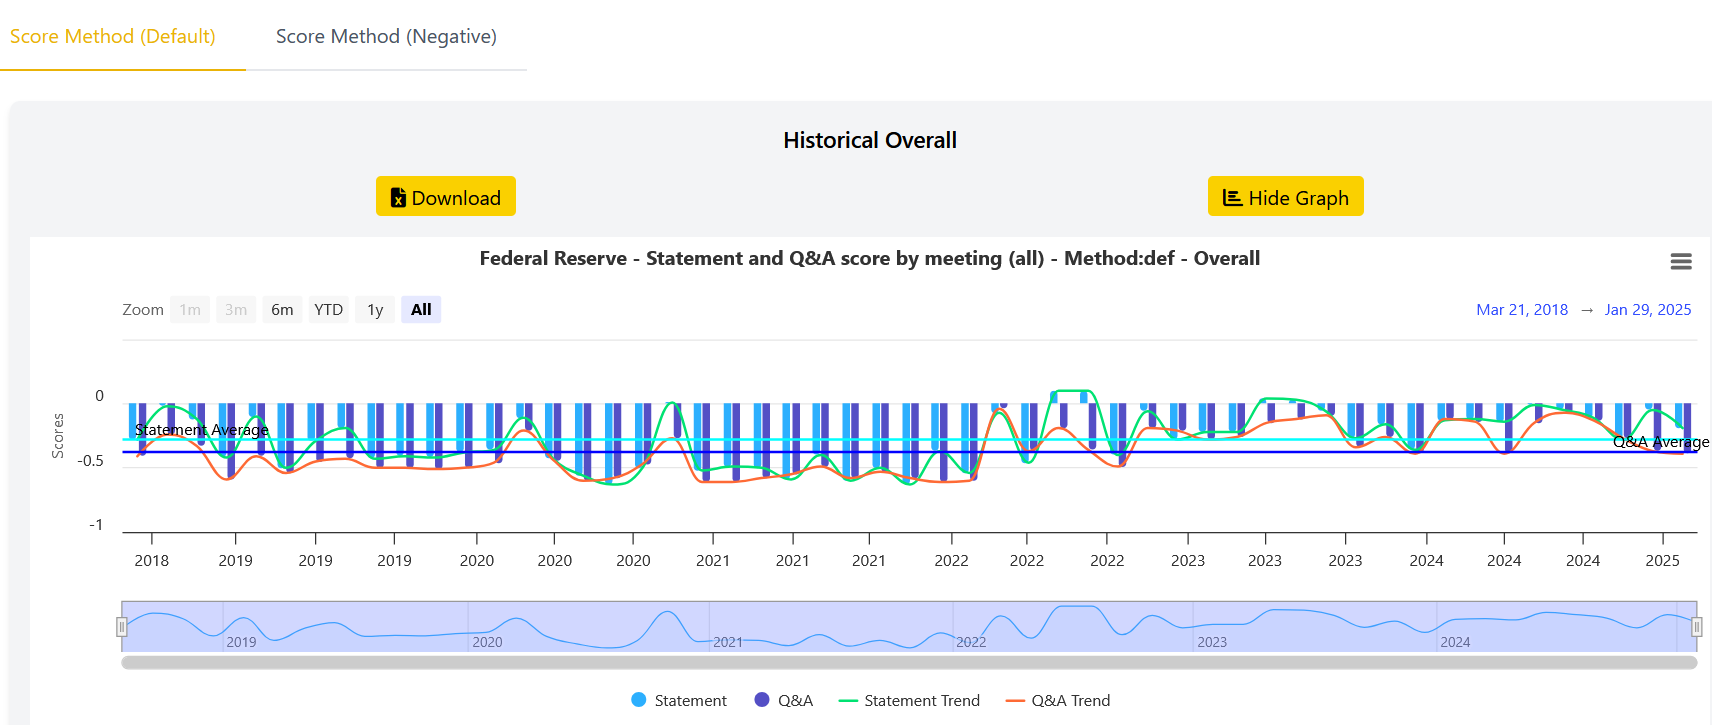 Score Method (Default) Score Method (Negative)
Historical Overall
Download Hide Graph
Federal Reserve - Statement and Q&A score by meeting (all) - Method:def - Overall
Zoom 1m 3m 6m YTD 1y All Mar 21, 2018 → Jan 29, 2025
Scores
0
-0.5
-1
Statement Average
Q&A Average
2018 2019 2019 2019 2020 2020 2020 2021 2021 2021 2022 2022 2022 2023 2023 2023 2024 2024 2024 2025
2019 2020 2021 2022 2023 2024
Statement Q&A Statement Trend Q&A Trend